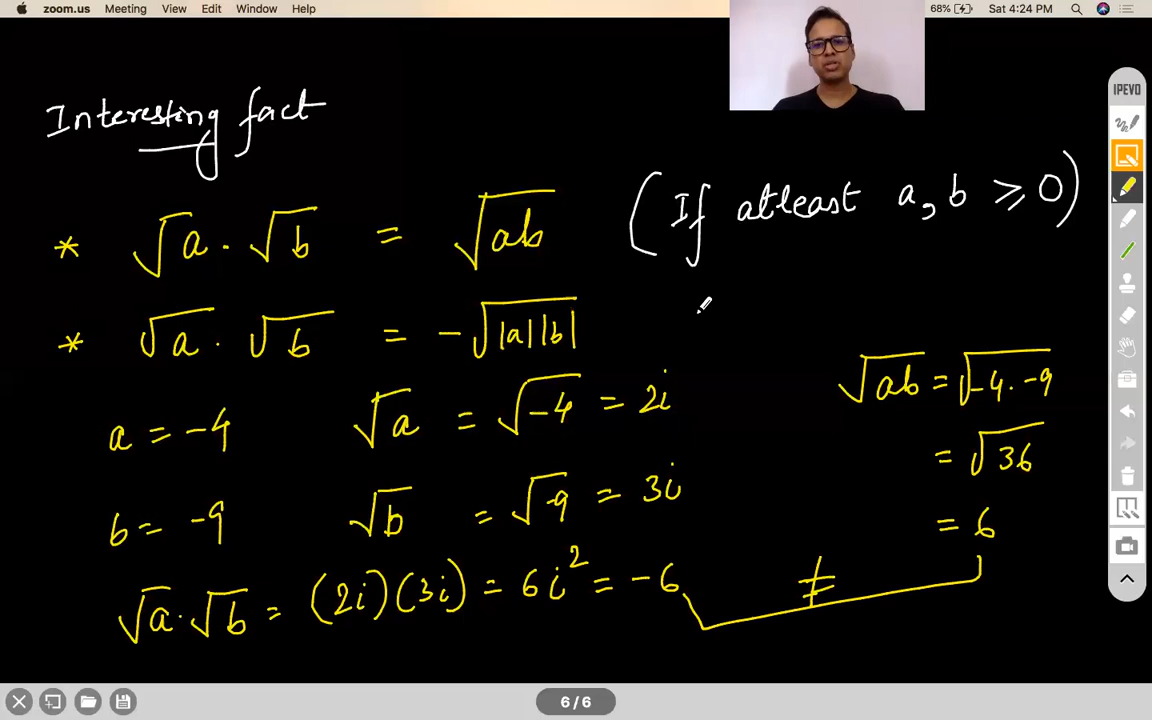 zoom.us Meeting View Edit Window Help 68% Sat 4:24 PM
IPEVO
Interesting fact
* √a · √b = √ab (If atleast a, b ⩾ 0)
* √a · √b = -√|a||b|
a = -4 √a = √-4 = 2i √ab = √-4 · -9
= √36
b = -9 √b = √-9 = 3i
= 6
√a · √b = (2i)(3i) = 6i² = -6 ≠
6/6